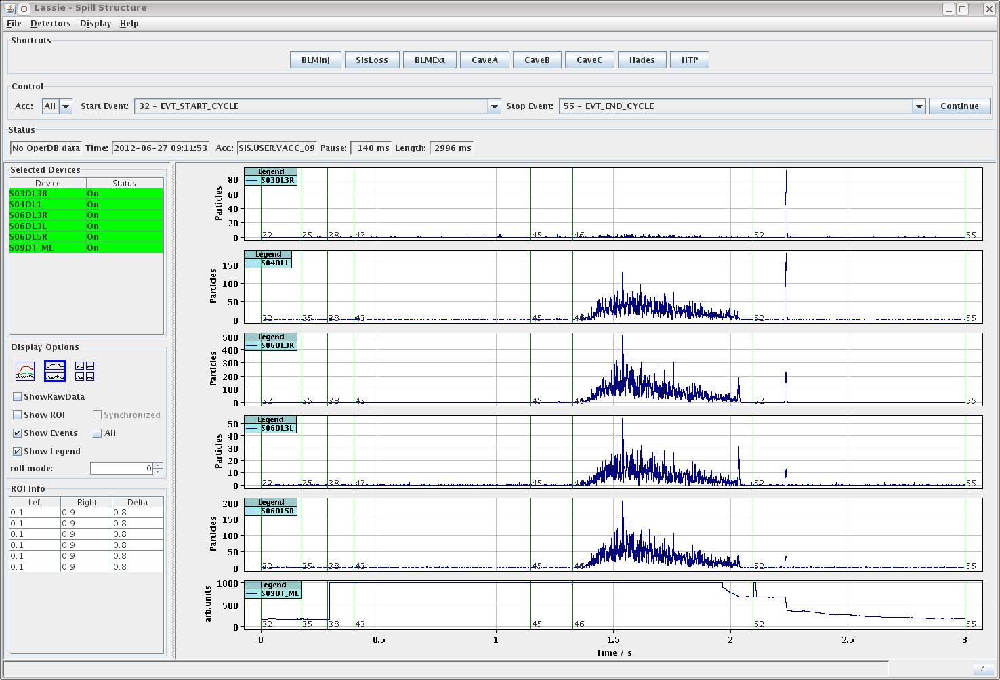 Lassie - Spill Structure
File Detectors Display Help
Shortcuts
BLMInj SisLoss BLMExt CaveA CaveB CaveC Hades HTP
Control
Acc.: All Start Event: 32 - EVT_START_CYCLE Stop Event: 55 - EVT_END_CYCLE Continue
Status
No OperDB data Time: 2012-06-27 09:11:53 Acc.: SIS.USER.VACC_09 Pause: 140 ms Length: 2996 ms
Selected Devices
Device Status
S03DL3R On
S04DL1 On
S06DL3R On
S06DL3L On
S06DL5R On
S09DT_ML On
Display Options
ShowRawData
Show ROI Synchronized
Show Events All
Show Legend
roll mode: 0
ROI Info
Left Right Delta
0.1 0.9 0.8
0.1 0.9 0.8
0.1 0.9 0.8
0.1 0.9 0.8
0.1 0.9 0.8
0.1 0.9 0.8
Legend
S03DL3R
Particles
80
60
40
20
0
32 35 38 43 45 46 52 55
Legend
S04DL1
Particles
150
100
50
0
32 35 38 43 45 46 52 55
Legend
S06DL3R
Particles
500
400
300
200
100
0
32 35 38 43 45 46 52 55
Legend
S06DL3L
Particles
50
40
30
20
10
0
32 35 38 43 45 46 52 55
Legend
S06DL5R
Particles
200
150
100
50
0
32 35 38 43 45 46 52 55
Legend
S09DT_ML
arb.units
1000
500
0
32 35 38 43 45 46 52 55
0 0.5 1 1.5 2 2.5 3
Time / s